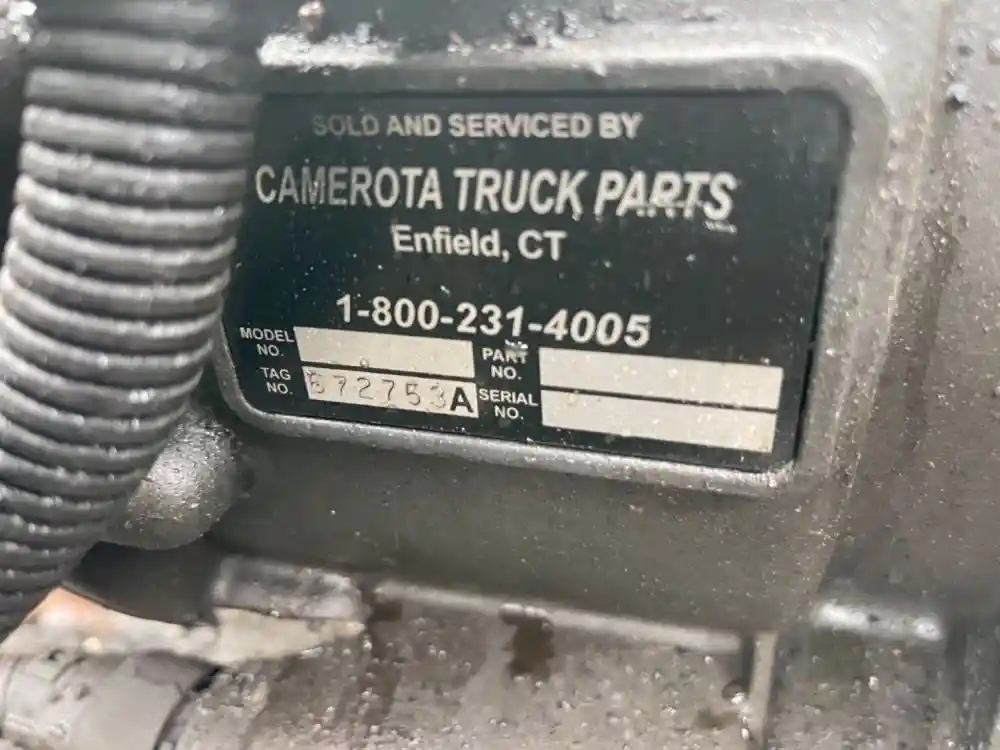 SOLD AND SERVICED BY
CAMEROTA TRUCK PARTS
Enfield, CT
1-800-231-4005
MODEL NO.
PART NO.
TAG NO. 672753A
SERIAL NO.